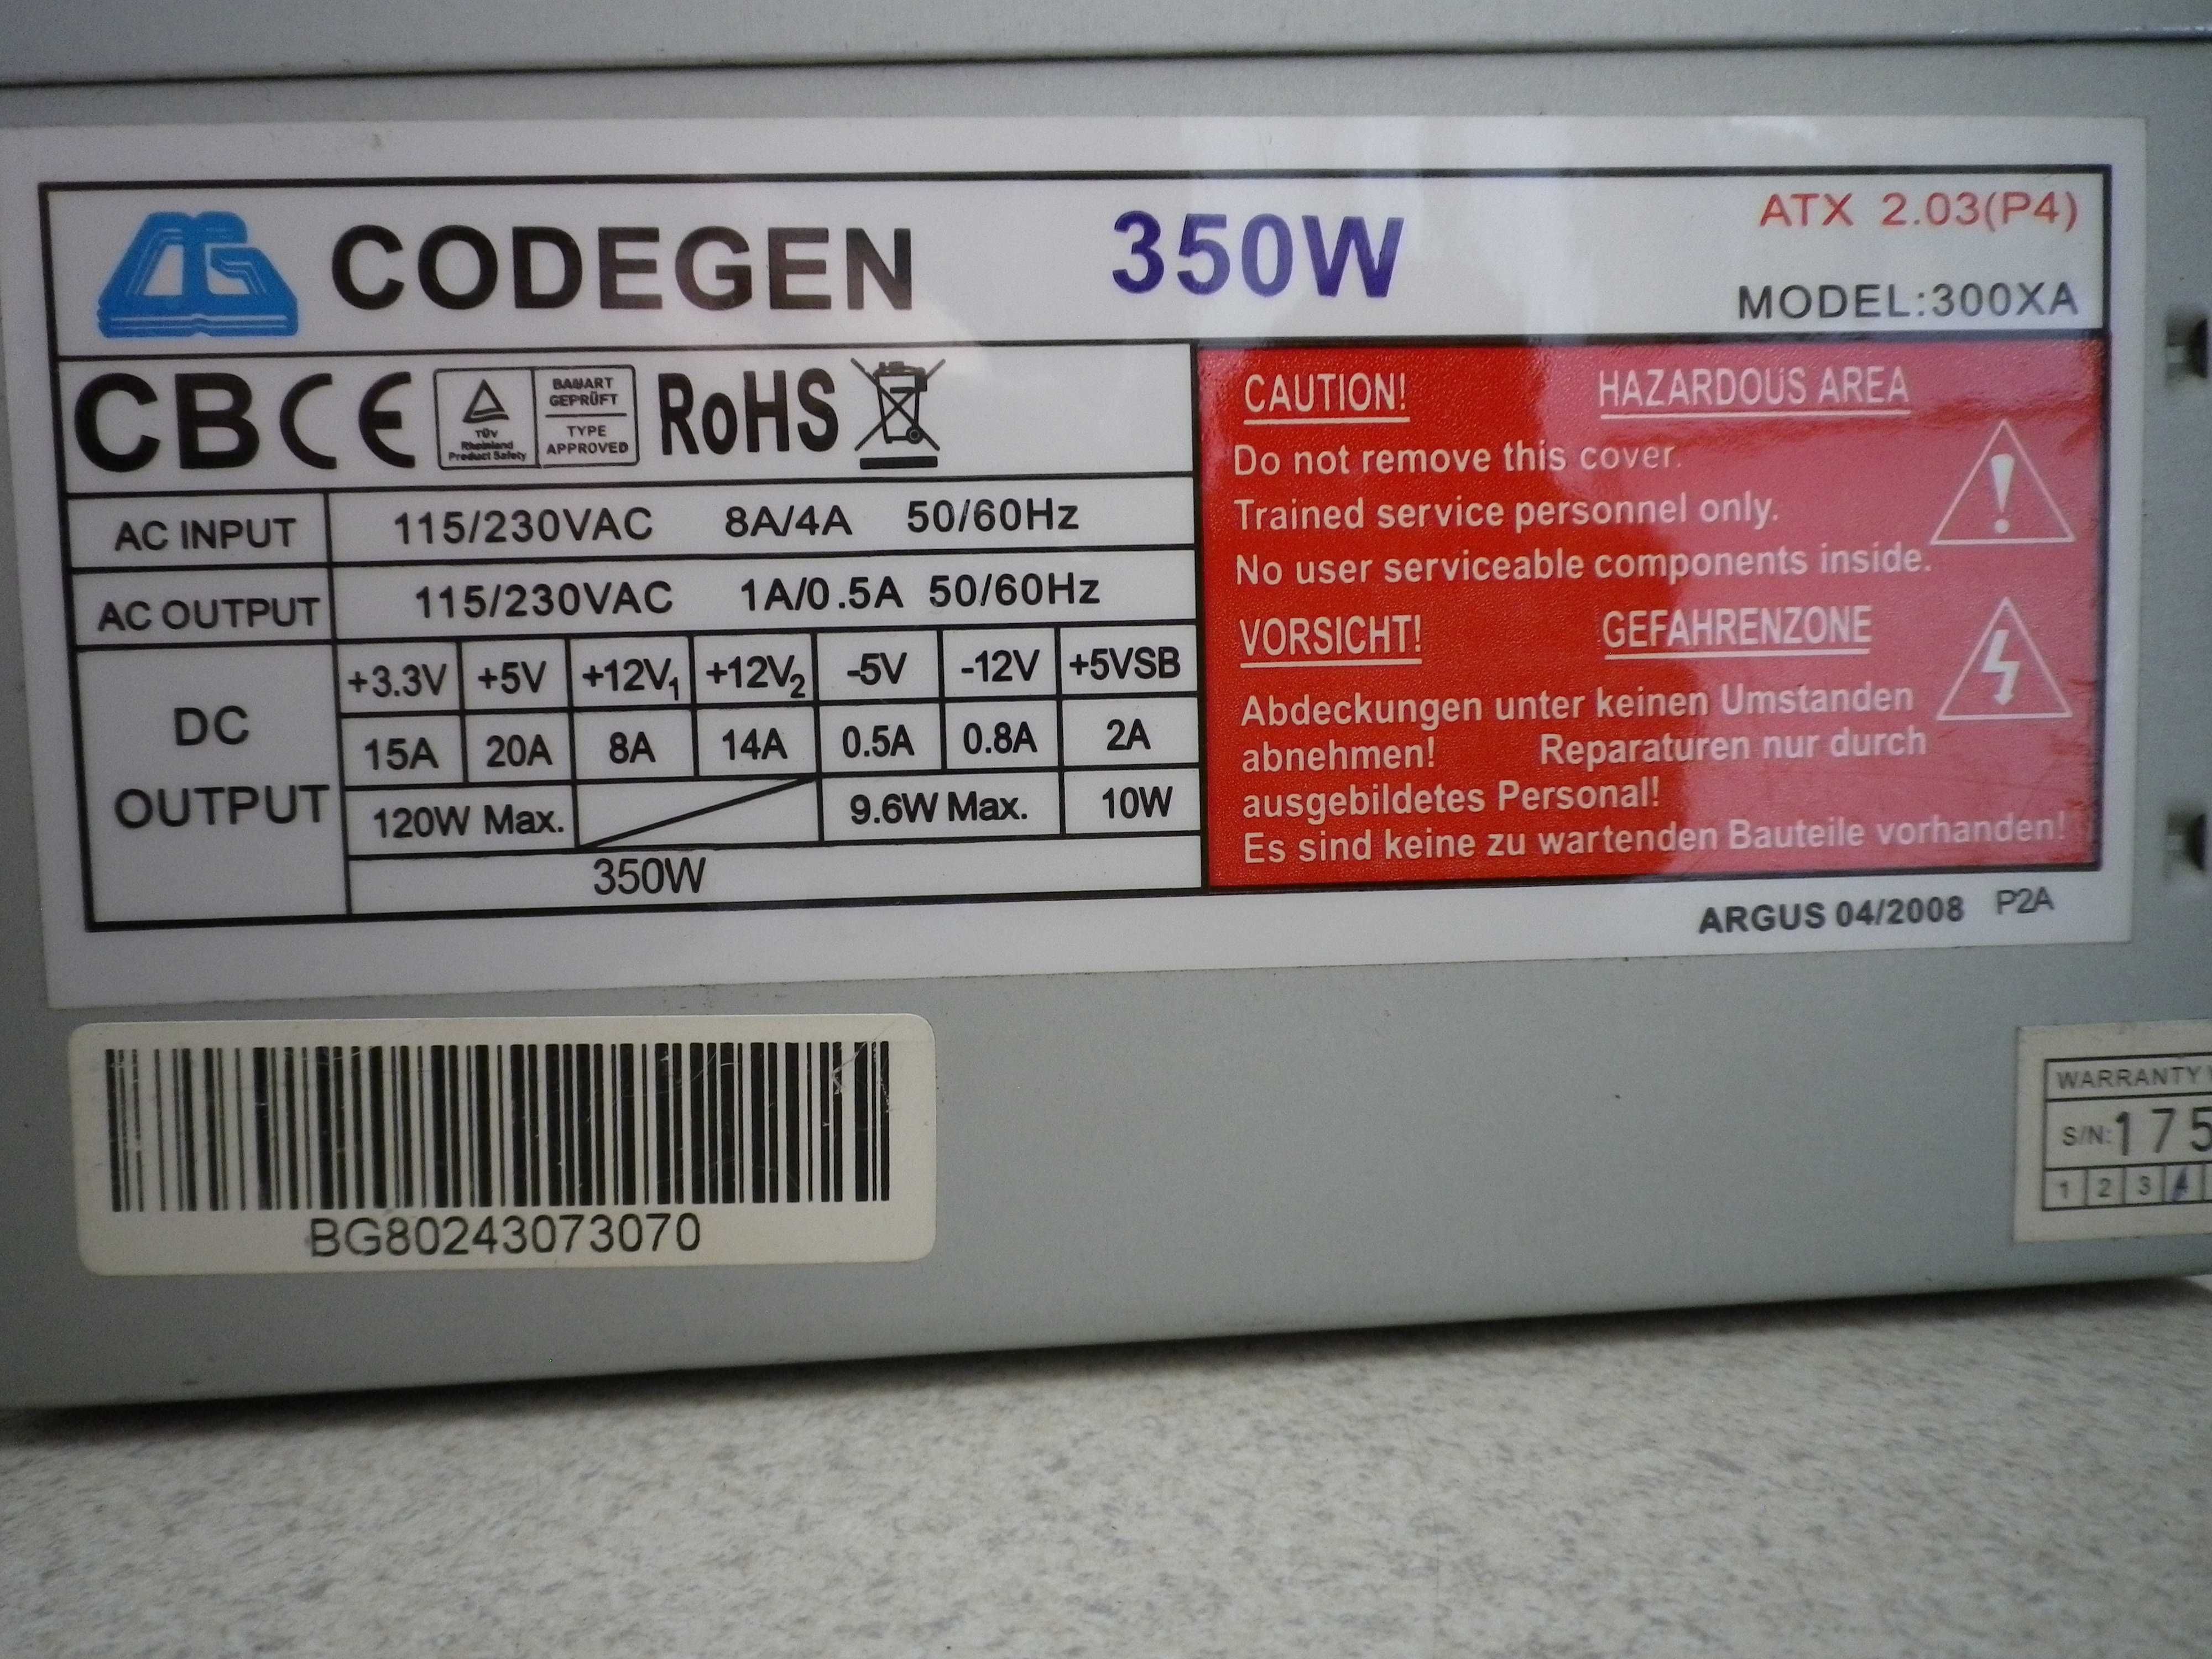 CODEGEN 350W
ATX 2.03(P4)
MODEL:300XA
CB CE
TÜV
Rheinland
Product Safety
BAUART
GEPRÜFT
TYPE
APPROVED
RoHS
AC INPUT 115/230VAC 8A/4A 50/60Hz
AC OUTPUT 115/230VAC 1A/0.5A 50/60Hz
DC OUTPUT
+3.3V +5V +12V₁ +12V₂ -5V -12V +5VSB
15A 20A 8A 14A 0.5A 0.8A 2A
120W Max. 9.6W Max. 10W
350W
CAUTION! HAZARDOUS AREA
Do not remove this cover.
Trained service personnel only.
No user serviceable components inside.
VORSICHT! GEFAHRENZONE
Abdeckungen unter keinen Umstanden
abnehmen! Reparaturen nur durch
ausgebildetes Personal!
Es sind keine zu wartenden Bauteile vorhanden!
ARGUS 04/2008 P2A
BG80243073070
WARRANTY
S/N:175
1 2 3 4